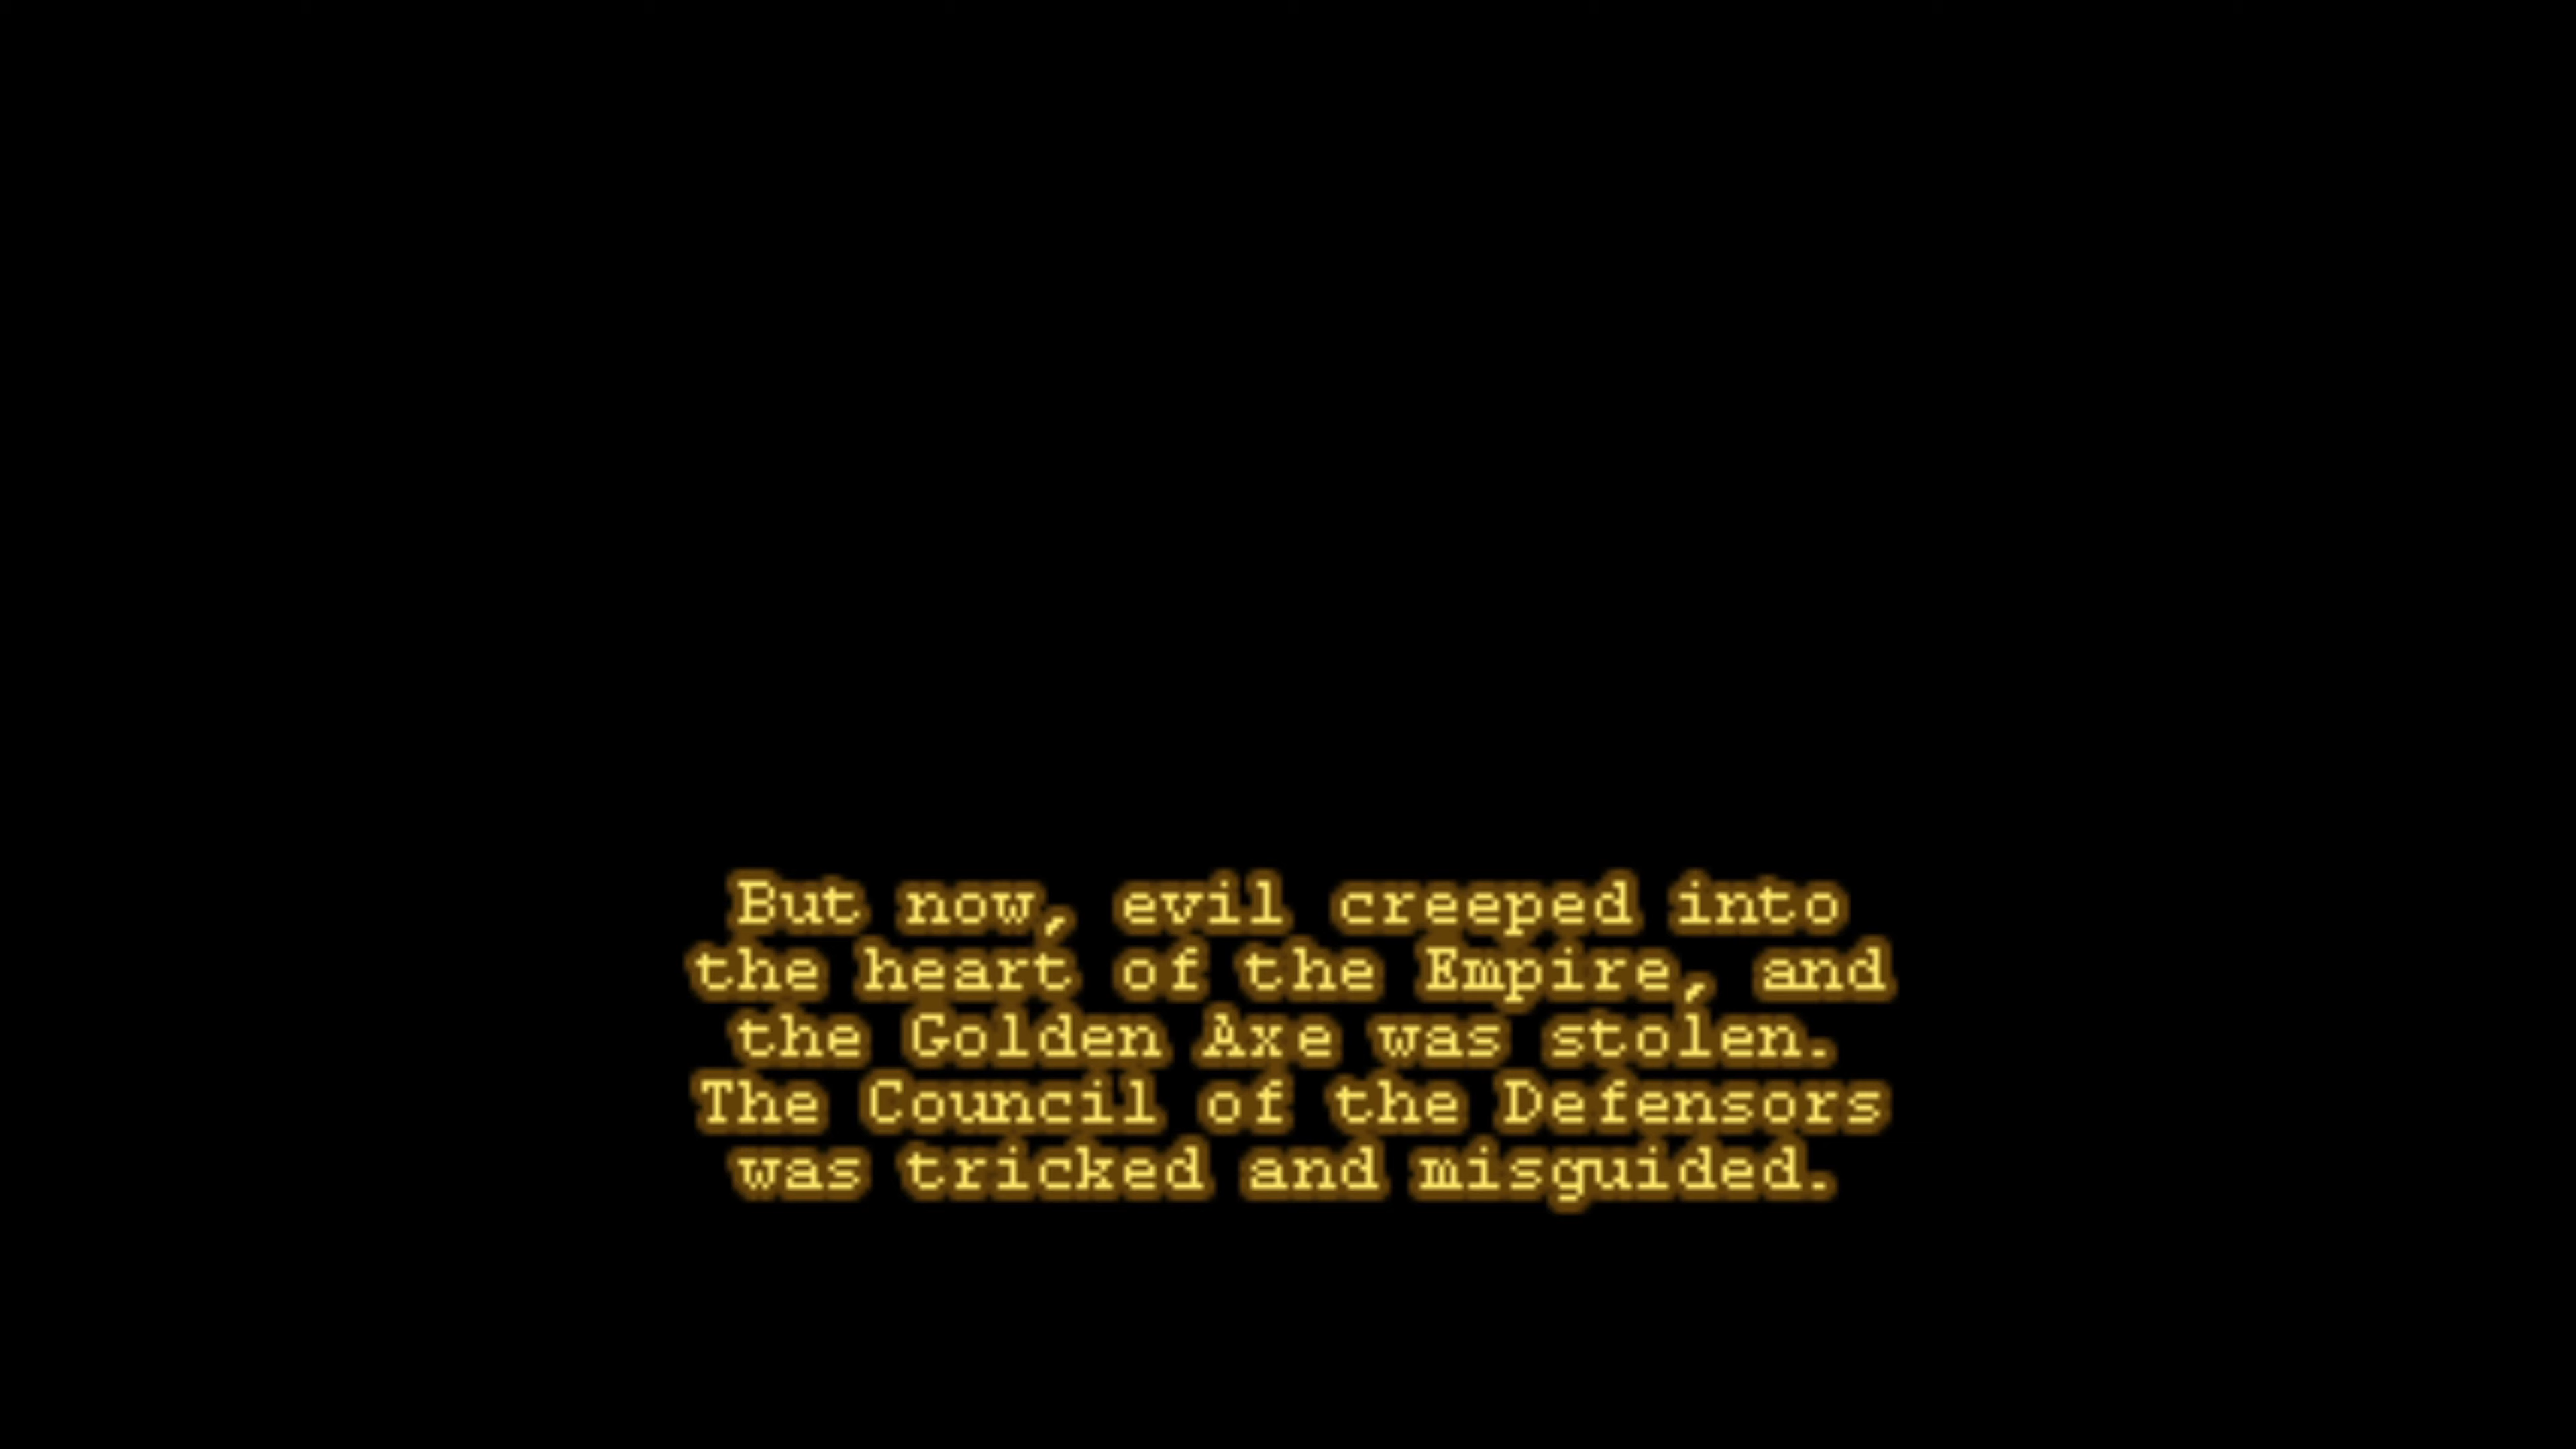 But now, evil creeped into
the heart of the Empire, and
the Golden Axe was stolen.
The Council of the Defensors
was tricked and misguided.